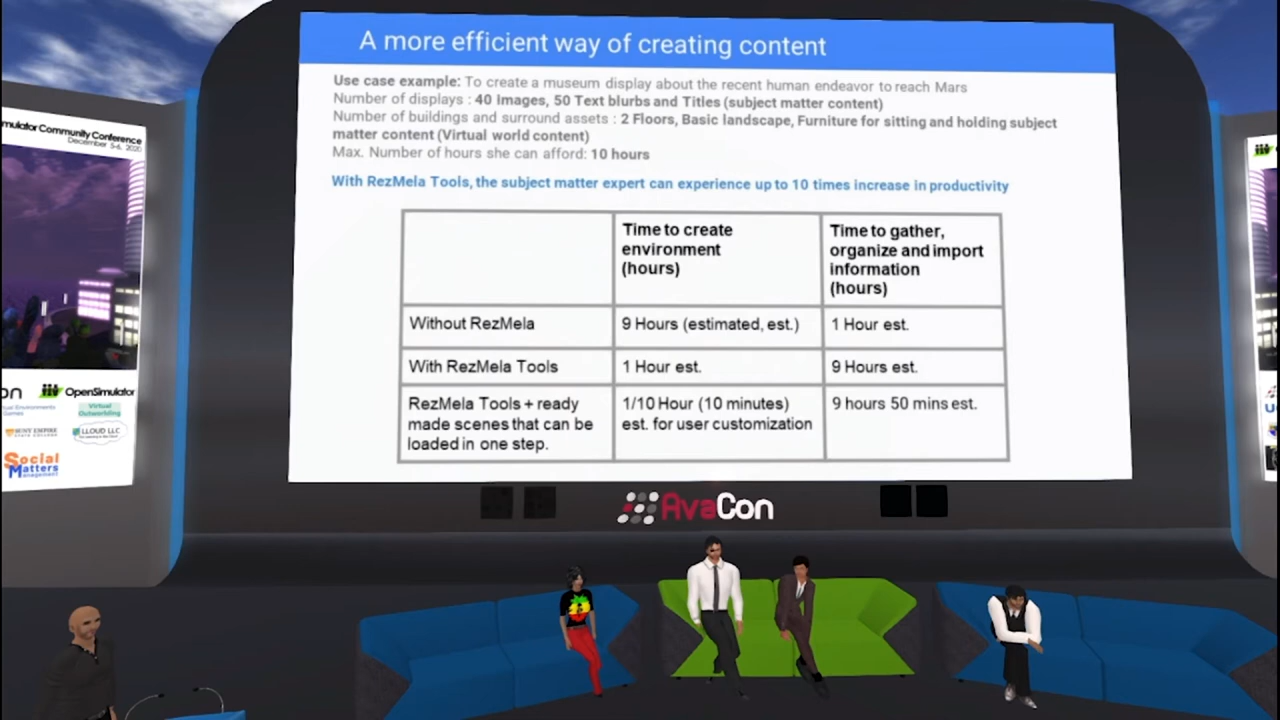 A more efficient way of creating content
Use case example: To create a museum display about the recent human endeavor to reach Mars
Number of displays : 40 Images, 50 Text blurbs and Titles (subject matter content)
Number of buildings and surround assets : 2 Floors, Basic landscape, Furniture for sitting and holding subject
matter content (Virtual world content)
Max. Number of hours she can afford: 10 hours
With RezMela Tools, the subject matter expert can experience up to 10 times increase in productivity
Time to create
environment
(hours)
Time to gather,
organize and import
information
(hours)
Without RezMela
9 Hours (estimated, est.)
1 Hour est.
With RezMela Tools
1 Hour est.
9 Hours est.
RezMela Tools + ready
made scenes that can be
loaded in one step.
1/10 Hour (10 minutes)
est. for user customization
9 hours 50 mins est.
AvaCon
mulator Community Conference
December 5-6, 2020
on
OpenSimulator
Virtual
Outworlding
LLOUD LLC
Social
Matters
Management